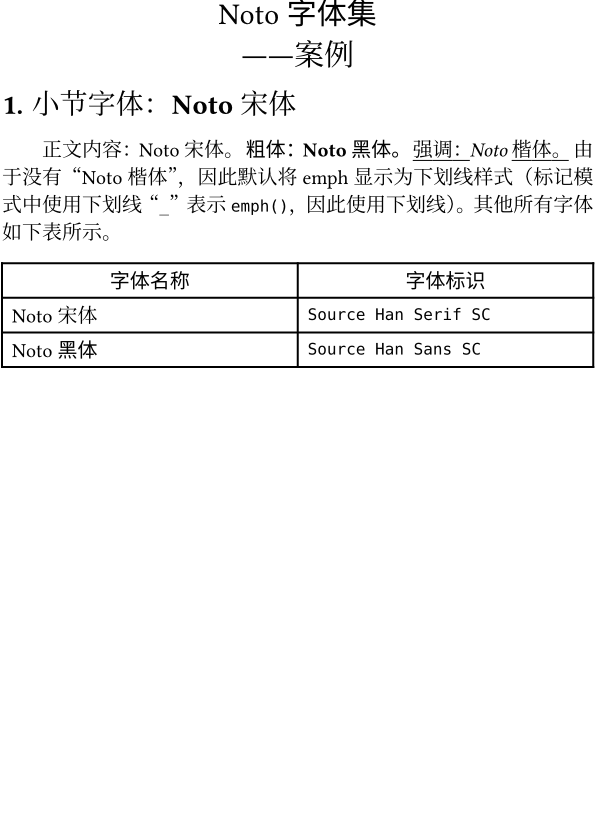 Noto 字体集
——案例
1. 小节字体：Noto 宋体
正文内容：Noto 宋体。粗体：Noto 黑体。强调：Noto 楷体。由
于没有“Noto 楷体”，因此默认将 emph 显示为下划线样式（标记模
式中使用下划线“_”表示 emph()，因此使用下划线）。其他所有字体
如下表所示。
字体名称 字体标识
Noto 宋体 Source Han Serif SC
Noto 黑体 Source Han Sans SC